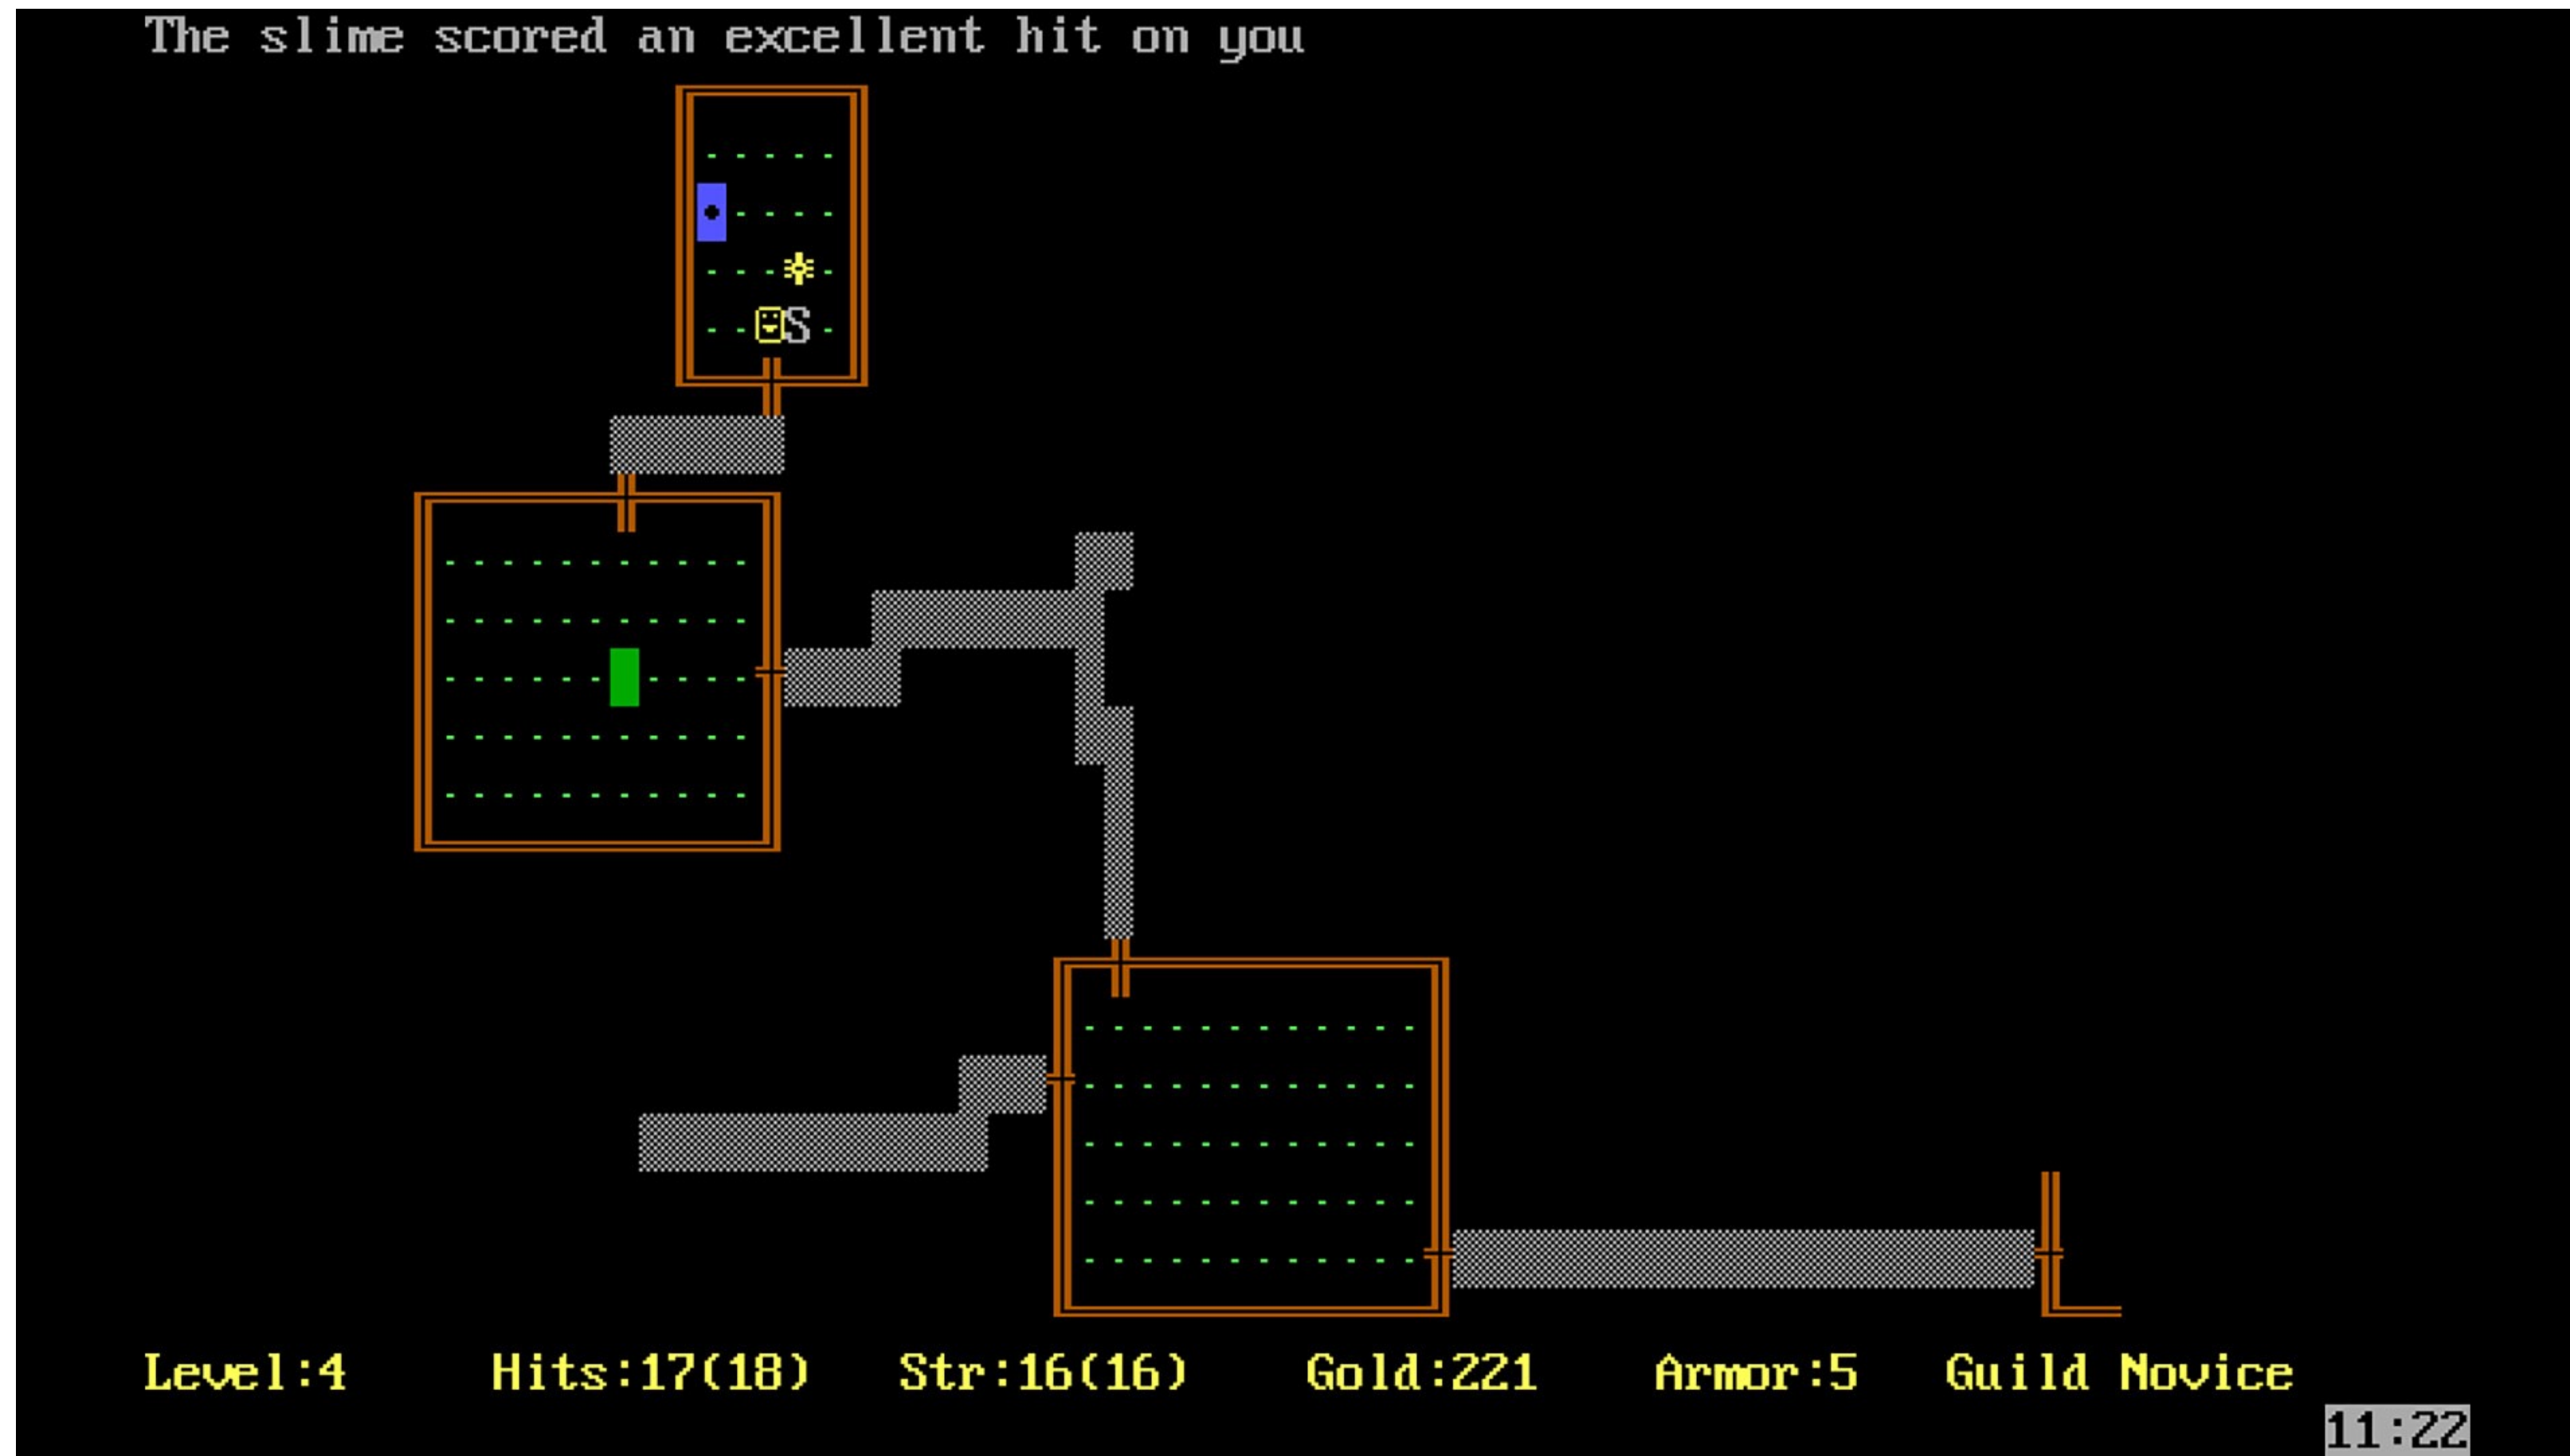 The slime scored an excellent hit on you
S
Level:4 Hits:17(18) Str:16(16) Gold:221 Armor:5 Guild Novice
11:22